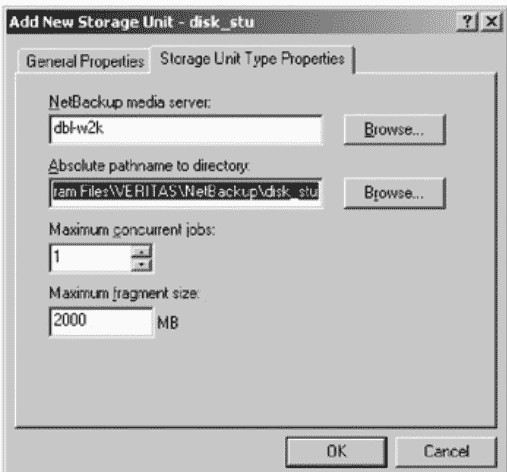 Add New Storage Unit - disk_stu
General Properties
Storage Unit Type Properties
NetBackup media server:
dbl-w2k
Browse...
Absolute pathname to directory:
ram Files\VERITAS\NetBackup\disk_stu
Browse...
Maximum concurrent jobs:
1
Maximum fragment size:
2000
MB
OK
Cancel